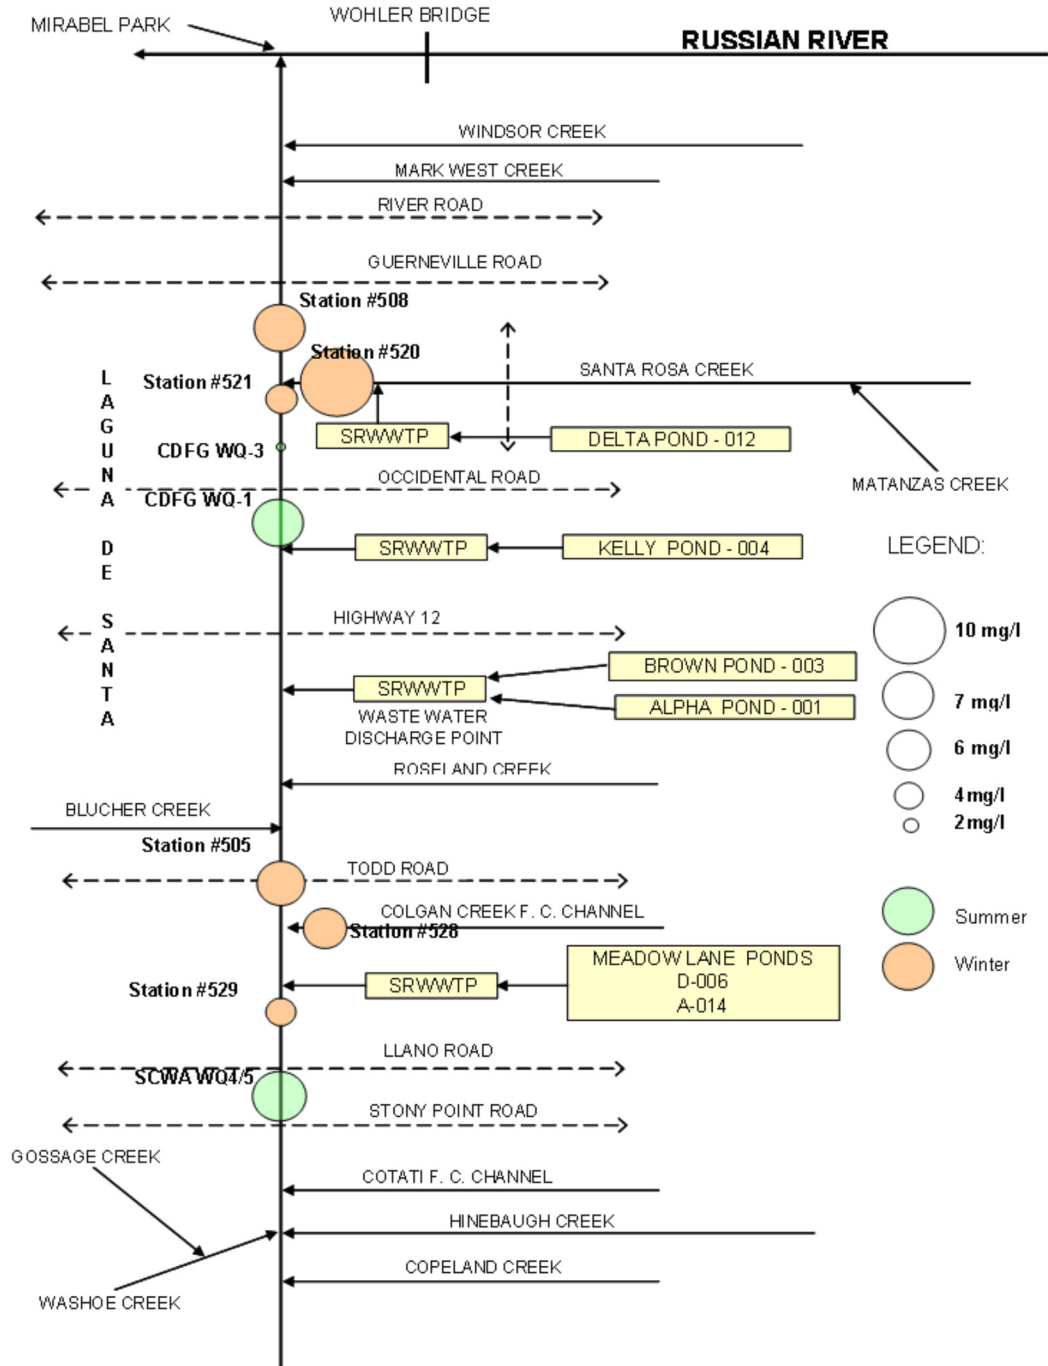 MIRABEL PARK
WOHLER BRIDGE
RUSSIAN RIVER
WINDSOR CREEK
MARK WEST CREEK
RIVER ROAD
GUERNEVILLE ROAD
Station #508
Station #520
SANTA ROSA CREEK
Station #521
SRWWTP
DELTA POND - 012
CDFG WQ-3
OCCIDENTAL ROAD
MATANZAS CREEK
CDFG WQ-1
SRWWTP
KELLY POND - 004
LAGUNA DE SANTA
HIGHWAY 12
BROWN POND - 003
SRWWTP
ALPHA POND - 001
WASTE WATER
DISCHARGE POINT
ROSELAND CREEK
BLUCHER CREEK
Station #505
TODD ROAD
COLGAN CREEK F. C. CHANNEL
Station #528
MEADOW LANE PONDS
D-006
A-014
SRWWTP
Station #529
LLANO ROAD
SCWA WQ4/5
STONY POINT ROAD
GOSSAGE CREEK
COTATI F. C. CHANNEL
HINEBAUGH CREEK
COPELAND CREEK
WASHOE CREEK
LEGEND:
10 mg/l
7 mg/l
6 mg/l
4 mg/l
2 mg/l
Summer
Winter